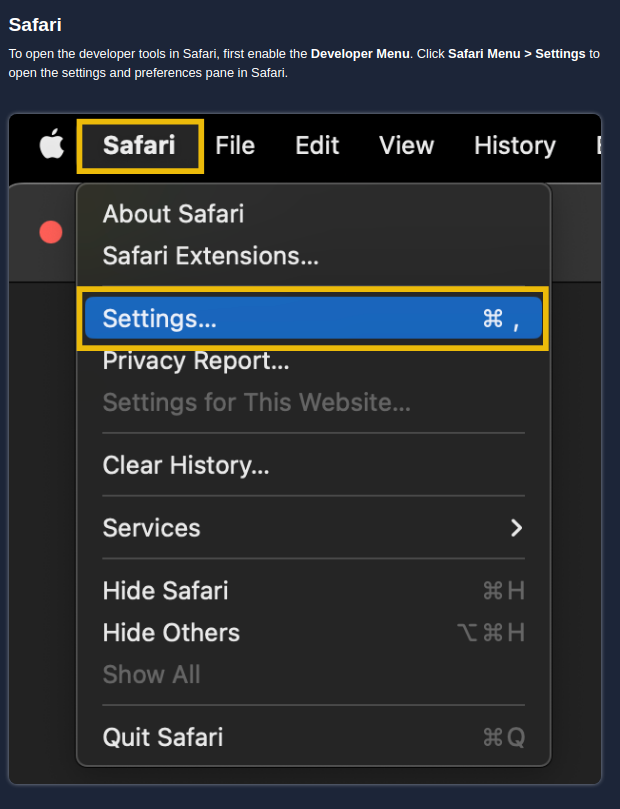 Safari
To open the developer tools in Safari, first enable the Developer Menu. Click Safari Menu > Settings to
open the settings and preferences pane in Safari.
Safari File Edit View History
About Safari
Safari Extensions...
Settings... ⌘ ,
Privacy Report...
Settings for This Website...
Clear History...
Services
Hide Safari ⌘H
Hide Others ⌥⌘H
Show All
Quit Safari ⌘Q